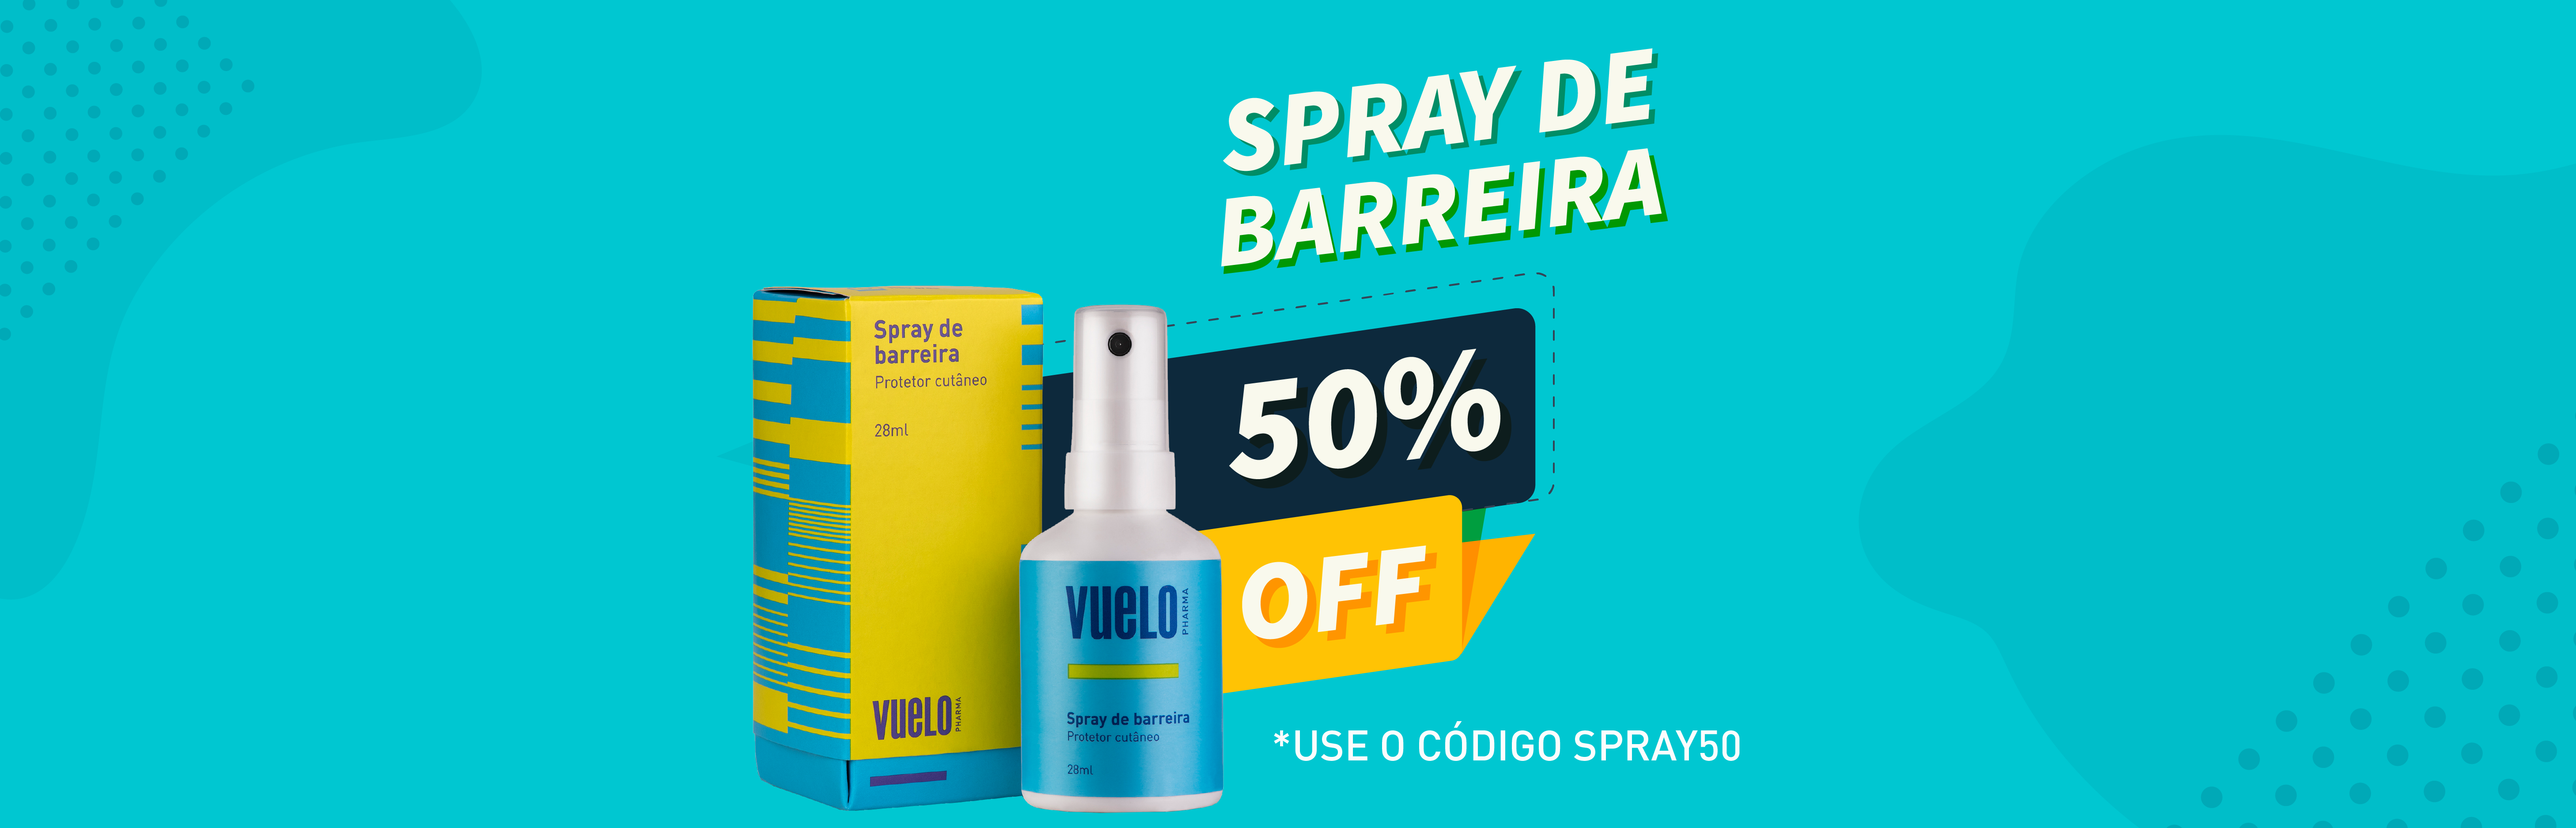 SPRAY DE
BARREIRA
50%
OFF
*USE O CÓDIGO SPRAY50
Spray de
barreira
Protetor cutâneo
28ml
VUELO
PHARMA
VUELO
PHARMA
Spray de barreira
Protetor cutâneo
28ml